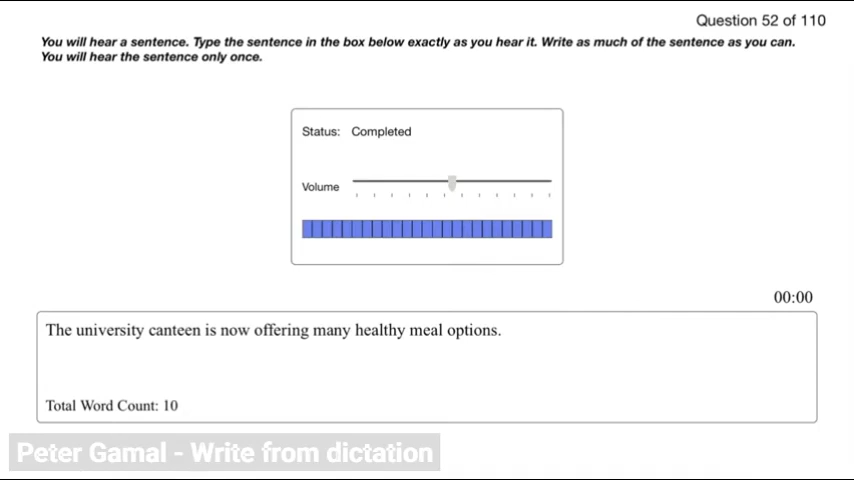 Question 52 of 110
You will hear a sentence. Type the sentence in the box below exactly as you hear it. Write as much of the sentence as you can.
You will hear the sentence only once.
Status: Completed
Volume
00:00
The university canteen is now offering many healthy meal options.
Total Word Count: 10
Peter Gamal - Write from dictation